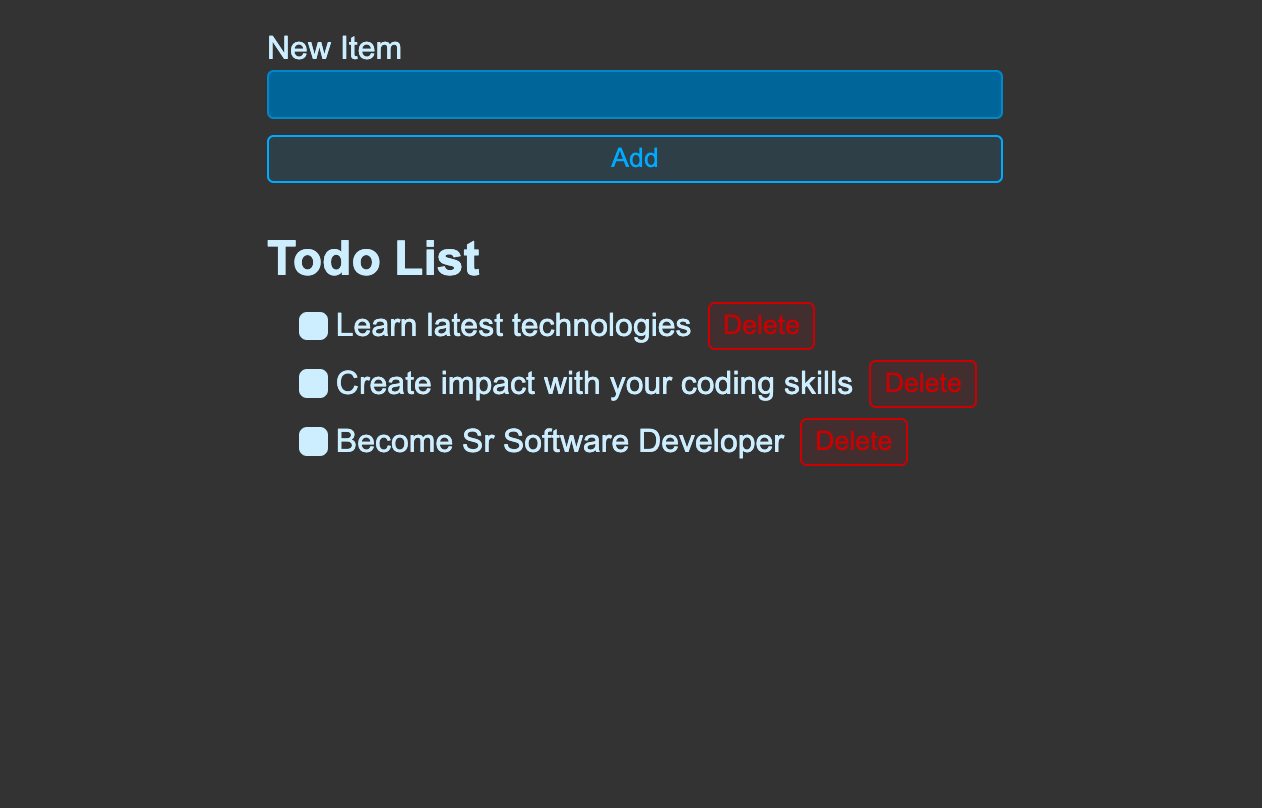 New Item
Add
Todo List
Learn latest technologies Delete
Create impact with your coding skills Delete
Become Sr Software Developer Delete